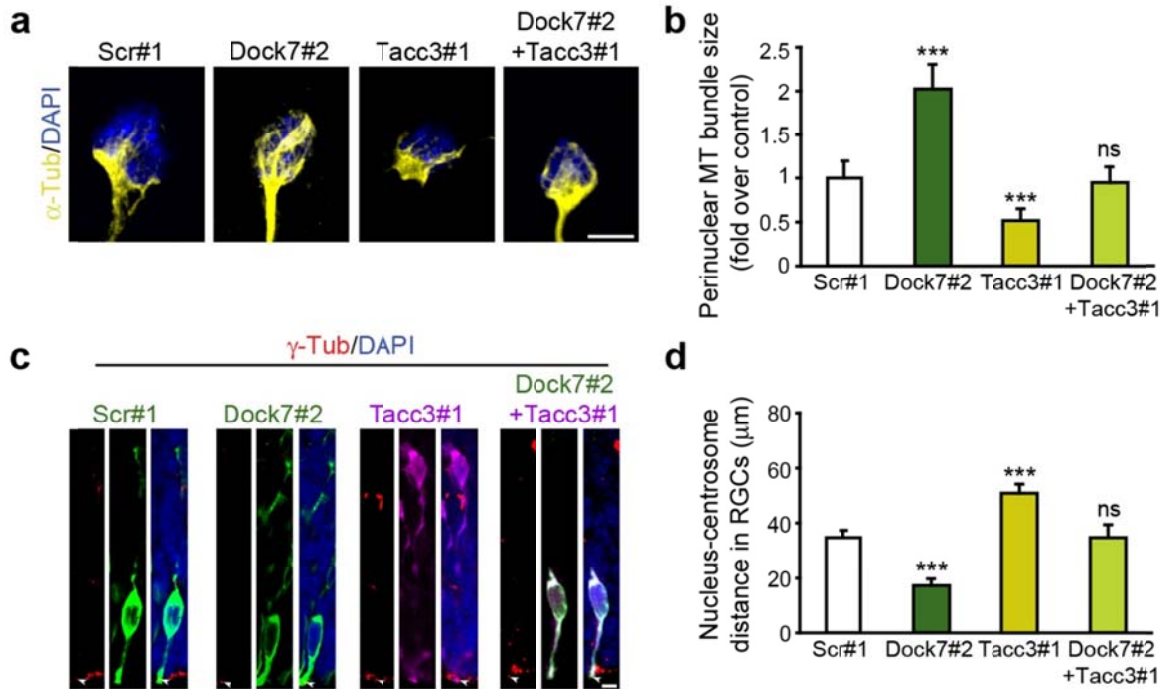 a
Scr#1
Dock7#2
Tacc3#1
Dock7#2
+Tacc3#1
α-Tub/DAPI
b
Perinuclear MT bundle size
(fold over control)
2.5
2
1.5
1
0.5
0
***
***
ns
Scr#1
Dock7#2
Tacc3#1
Dock7#2
+Tacc3#1
c
γ-Tub/DAPI
Scr#1
Dock7#2
Tacc3#1
Dock7#2
+Tacc3#1
d
Nucleus-centrosome
distance in RGCs (μm)
80
60
40
20
0
***
***
ns
Scr#1
Dock7#2
Tacc3#1
Dock7#2
+Tacc3#1